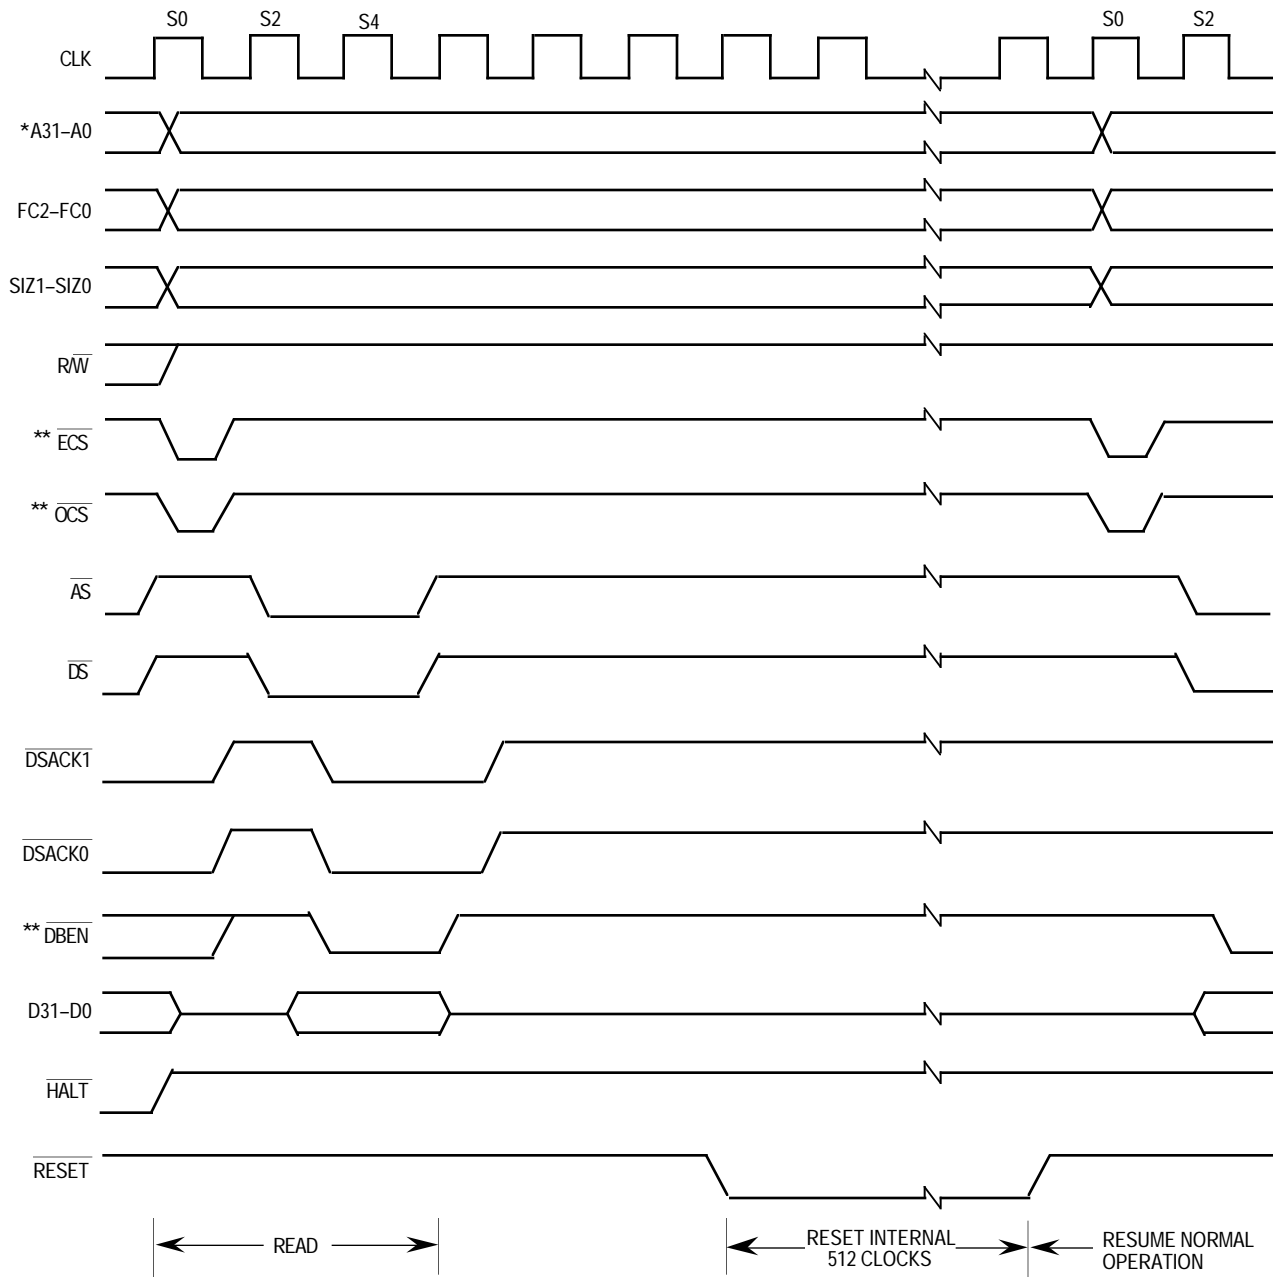 S0 S2 S4 S0 S2
CLK
*A31–A0
FC2–FC0
SIZ1–SIZ0
R/W
** ECS
** OCS
AS
DS
DSACK1
DSACK0
** DBEN
D31–D0
HALT
RESET
READ
RESET INTERNAL
512 CLOCKS
RESUME NORMAL
OPERATION